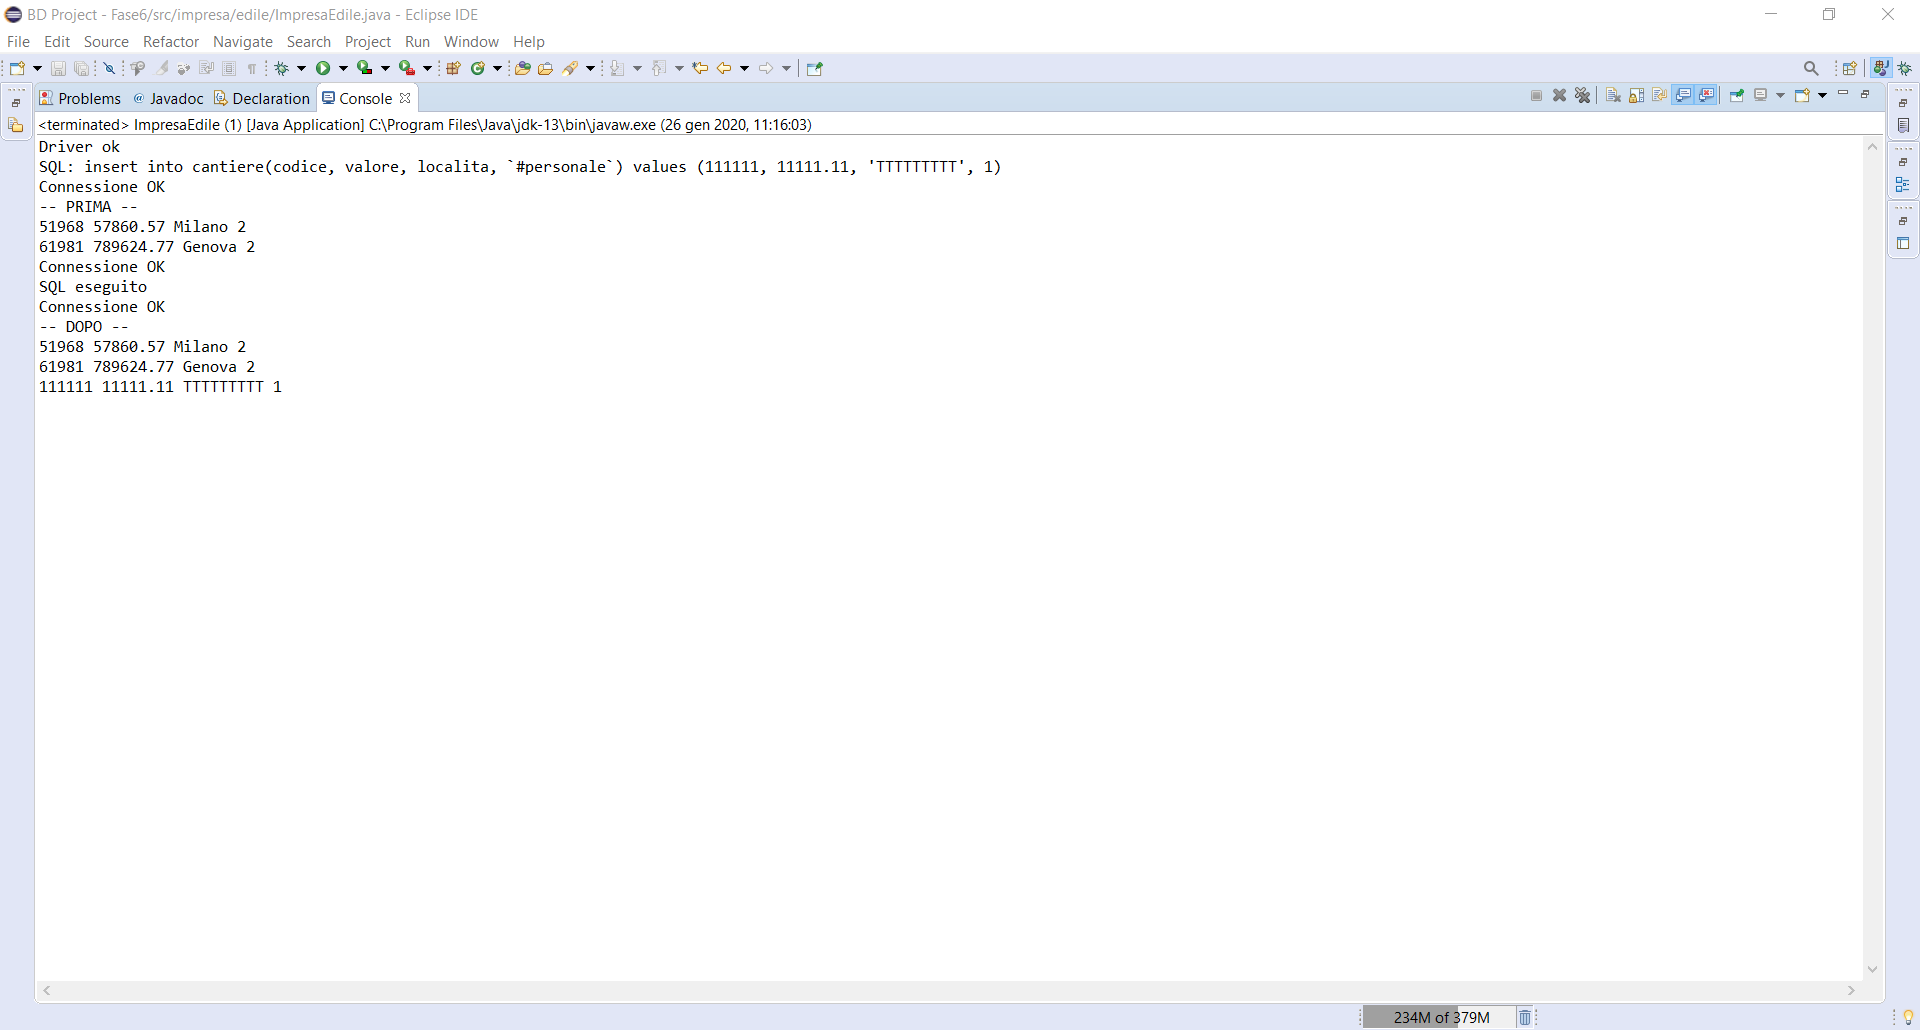 BD Project - Fase6/src/impresa/edile/ImpresaEdile.java - Eclipse IDE
File Edit Source Refactor Navigate Search Project Run Window Help
Problems @ Javadoc Declaration Console
<terminated> ImpresaEdile (1) [Java Application] C:\Program Files\Java\jdk-13\bin\javaw.exe (26 gen 2020, 11:16:03)
Driver ok
SQL: insert into cantiere(codice, valore, localita, `#personale`) values (111111, 11111.11, 'TTTTTTTTT', 1)
Connessione OK
-- PRIMA --
51968 57860.57 Milano 2
61981 789624.77 Genova 2
Connessione OK
SQL eseguito
Connessione OK
-- DOPO --
51968 57860.57 Milano 2
61981 789624.77 Genova 2
111111 11111.11 TTTTTTTTT 1
234M of 379M